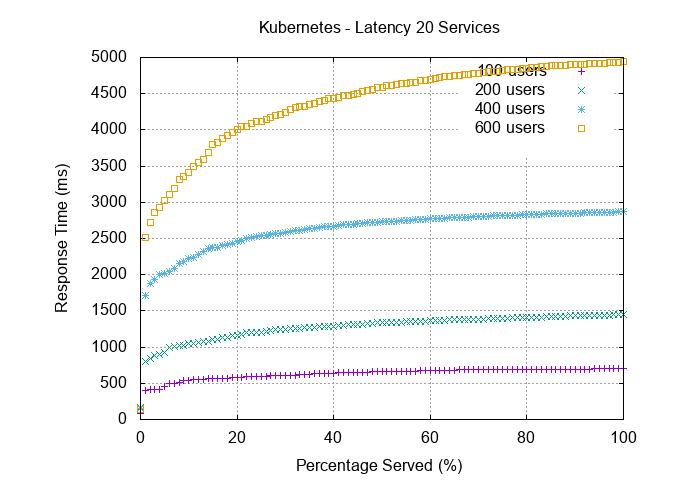 Kubernetes - Latency 20 Services
5000
4500
4000
3500
3000
2500
2000
1500
1000
500
0
Response Time (ms)
100 users
200 users
400 users
600 users
0 20 40 60 80 100
Percentage Served (%)